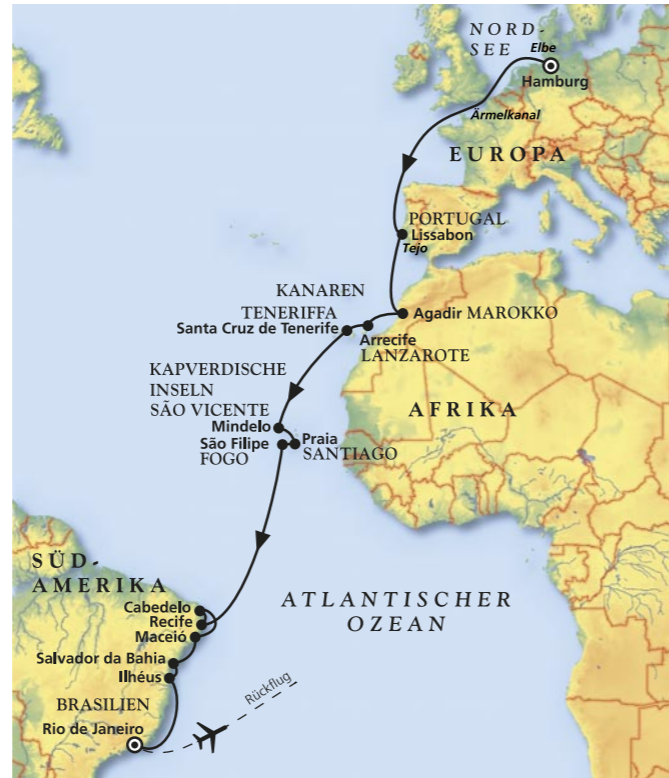 NORD-
SEE
Elbe
Hamburg
Ärmelkanal
EUROPA
PORTUGAL
Lissabon
Tejo
KANAREN
TENERIFFA
Santa Cruz de Tenerife
Agadir MAROKKO
Arrecife
LANZAROTE
KAPVERDISCHE
INSELN
SÃO VICENTE
Mindelo
São Filipe
FOGO
Praia
SANTIAGO
AFRIKA
SÜD-
AMERIKA
Cabedelo
Recife
Maceió
ATLANTISCHER
OZEAN
Salvador da Bahia
Ilhéus
BRASILIEN
Rio de Janeiro
Rückflug